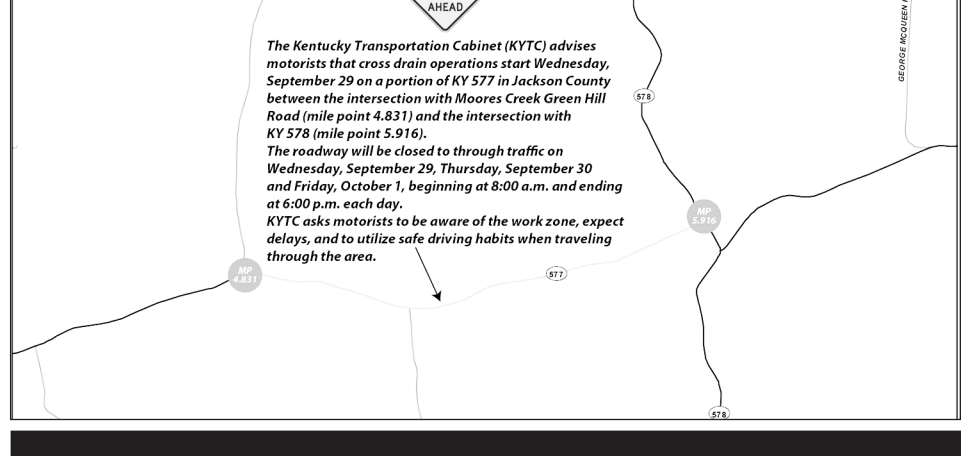 AHEAD
The Kentucky Transportation Cabinet (KYTC) advises
motorists that cross drain operations start Wednesday,
September 29 on a portion of KY 577 in Jackson County
between the intersection with Moores Creek Green Hill
Road (mile point 4.831) and the intersection with
KY 578 (mile point 5.916).
The roadway will be closed to through traffic on
Wednesday, September 29, Thursday, September 30
and Friday, October 1, beginning at 8:00 a.m. and ending
at 6:00 p.m. each day.
KYTC asks motorists to be aware of the work zone, expect
delays, and to utilize safe driving habits when traveling
through the area.
GEORGE MCQUEEN
578
MP
5.916
MP
4.831
577
578